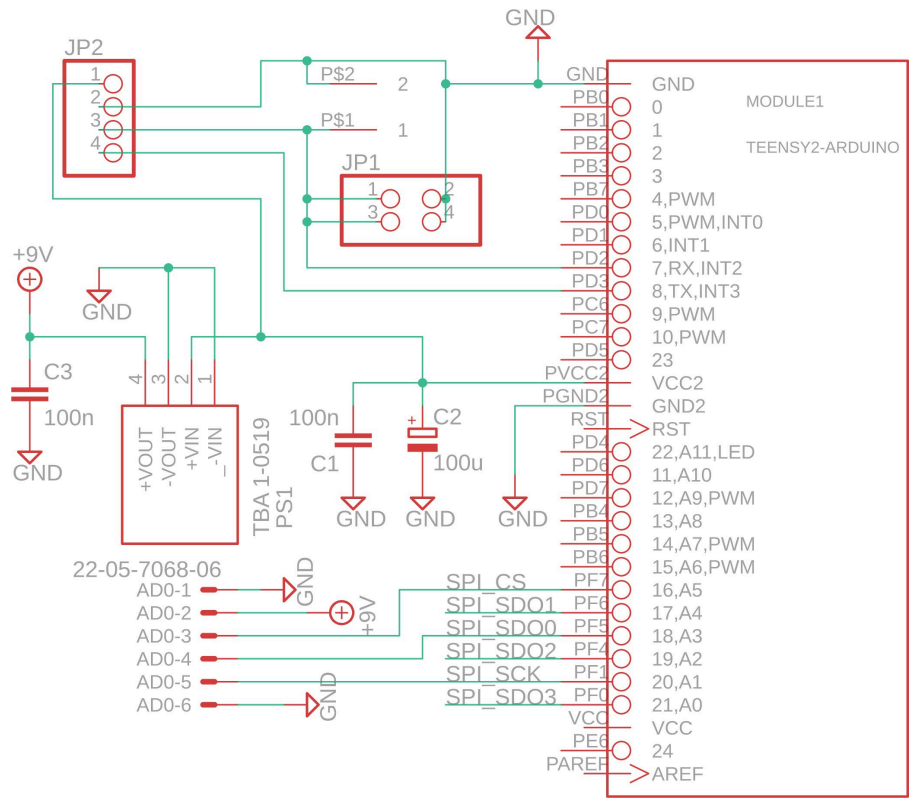 GND
JP2
1
2
3
4
P$2
2
P$1
1
JP1
1
2
3
4
GND
GND
MODULE1
PB0
0
PB1
1
TEENSY2-ARDUINO
PB2
2
PB3
3
PB7
4,PWM
PD0
5,PWM,INT0
PD1
6,INT1
PD2
7,RX,INT2
PD3
8,TX,INT3
PC6
9,PWM
PC7
10,PWM
PD5
23
PVCC2
VCC2
PGND2
GND2
RST
RST
PD4
22,A11,LED
PD6
11,A10
PD7
12,A9,PWM
PB4
13,A8
PB5
14,A7,PWM
PB6
15,A6,PWM
SPI_CS
PF7
16,A5
SPI_SDO1
PF6
17,A4
SPI_SDO0
PF5
18,A3
SPI_SDO2
PF4
19,A2
SPI_SCK
PF1
20,A1
SPI_SDO3
PF0
21,A0
VCC
VCC
PE6
24
PAREF
AREF
+9V
GND
C3
100n
GND
4
3
2
1
+VOUT
-VOUT
+VIN
_-VIN
TBA 1-0519
PS1
100n
C1
GND
+
C2
100u
GND
GND
22-05-7068-06
AD0-1
GND
AD0-2
+9V
AD0-3
AD0-4
AD0-5
AD0-6
GND